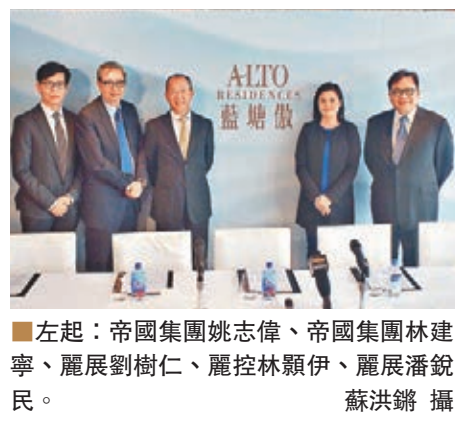 ALTO
RESIDENCES
藍塘傲
■左起：帝國集團姚志偉、帝國集團林建
寧、麗展劉樹仁、麗控林顥伊、麗展潘銳
民。 蘇洪鏘 攝